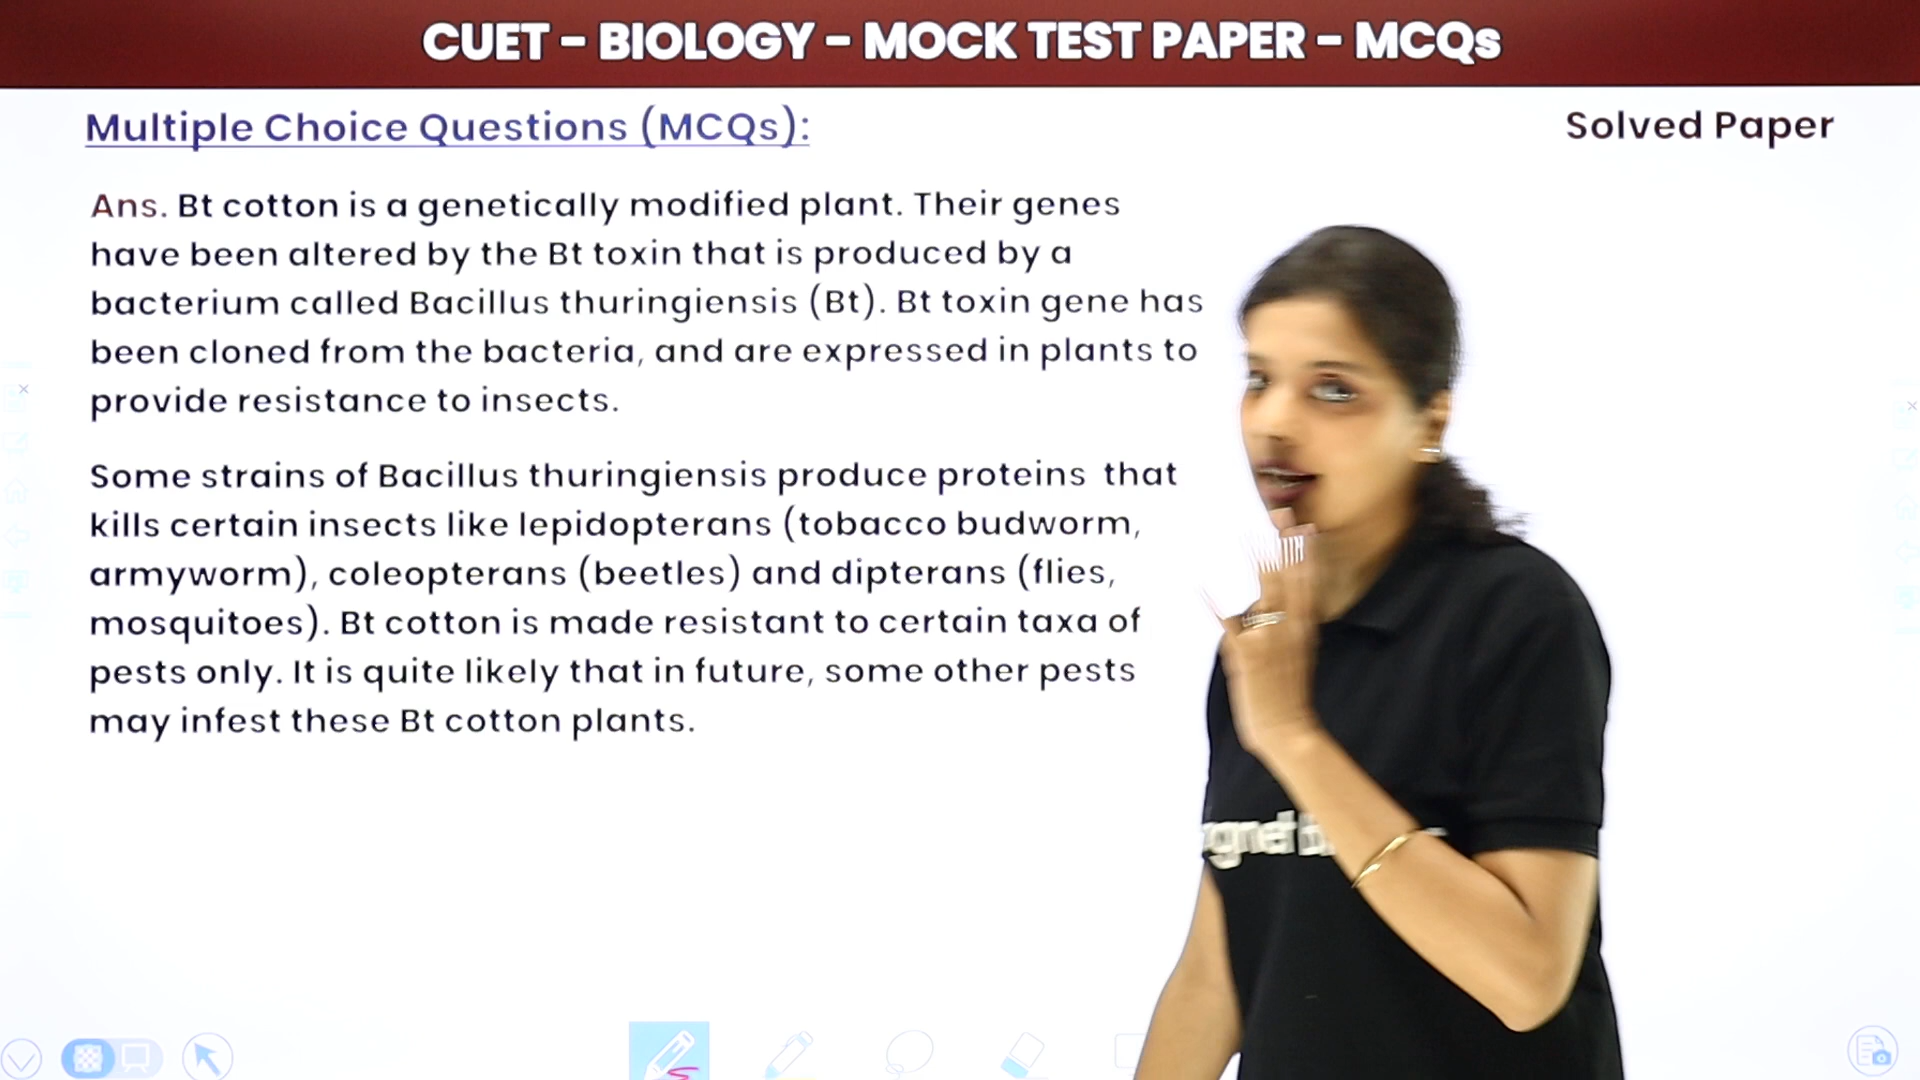 CUET – BIOLOGY – MOCK TEST PAPER – MCQs
Multiple Choice Questions (MCQs):
Solved Paper
Ans. Bt cotton is a genetically modified plant. Their genes
have been altered by the Bt toxin that is produced by a
bacterium called Bacillus thuringiensis (Bt). Bt toxin gene has
been cloned from the bacteria, and are expressed in plants to
provide resistance to insects.
Some strains of Bacillus thuringiensis produce proteins that
kills certain insects like lepidopterans (tobacco budworm,
armyworm), coleopterans (beetles) and dipterans (flies,
mosquitoes). Bt cotton is made resistant to certain taxa of
pests only. It is quite likely that in future, some other pests
may infest these Bt cotton plants.